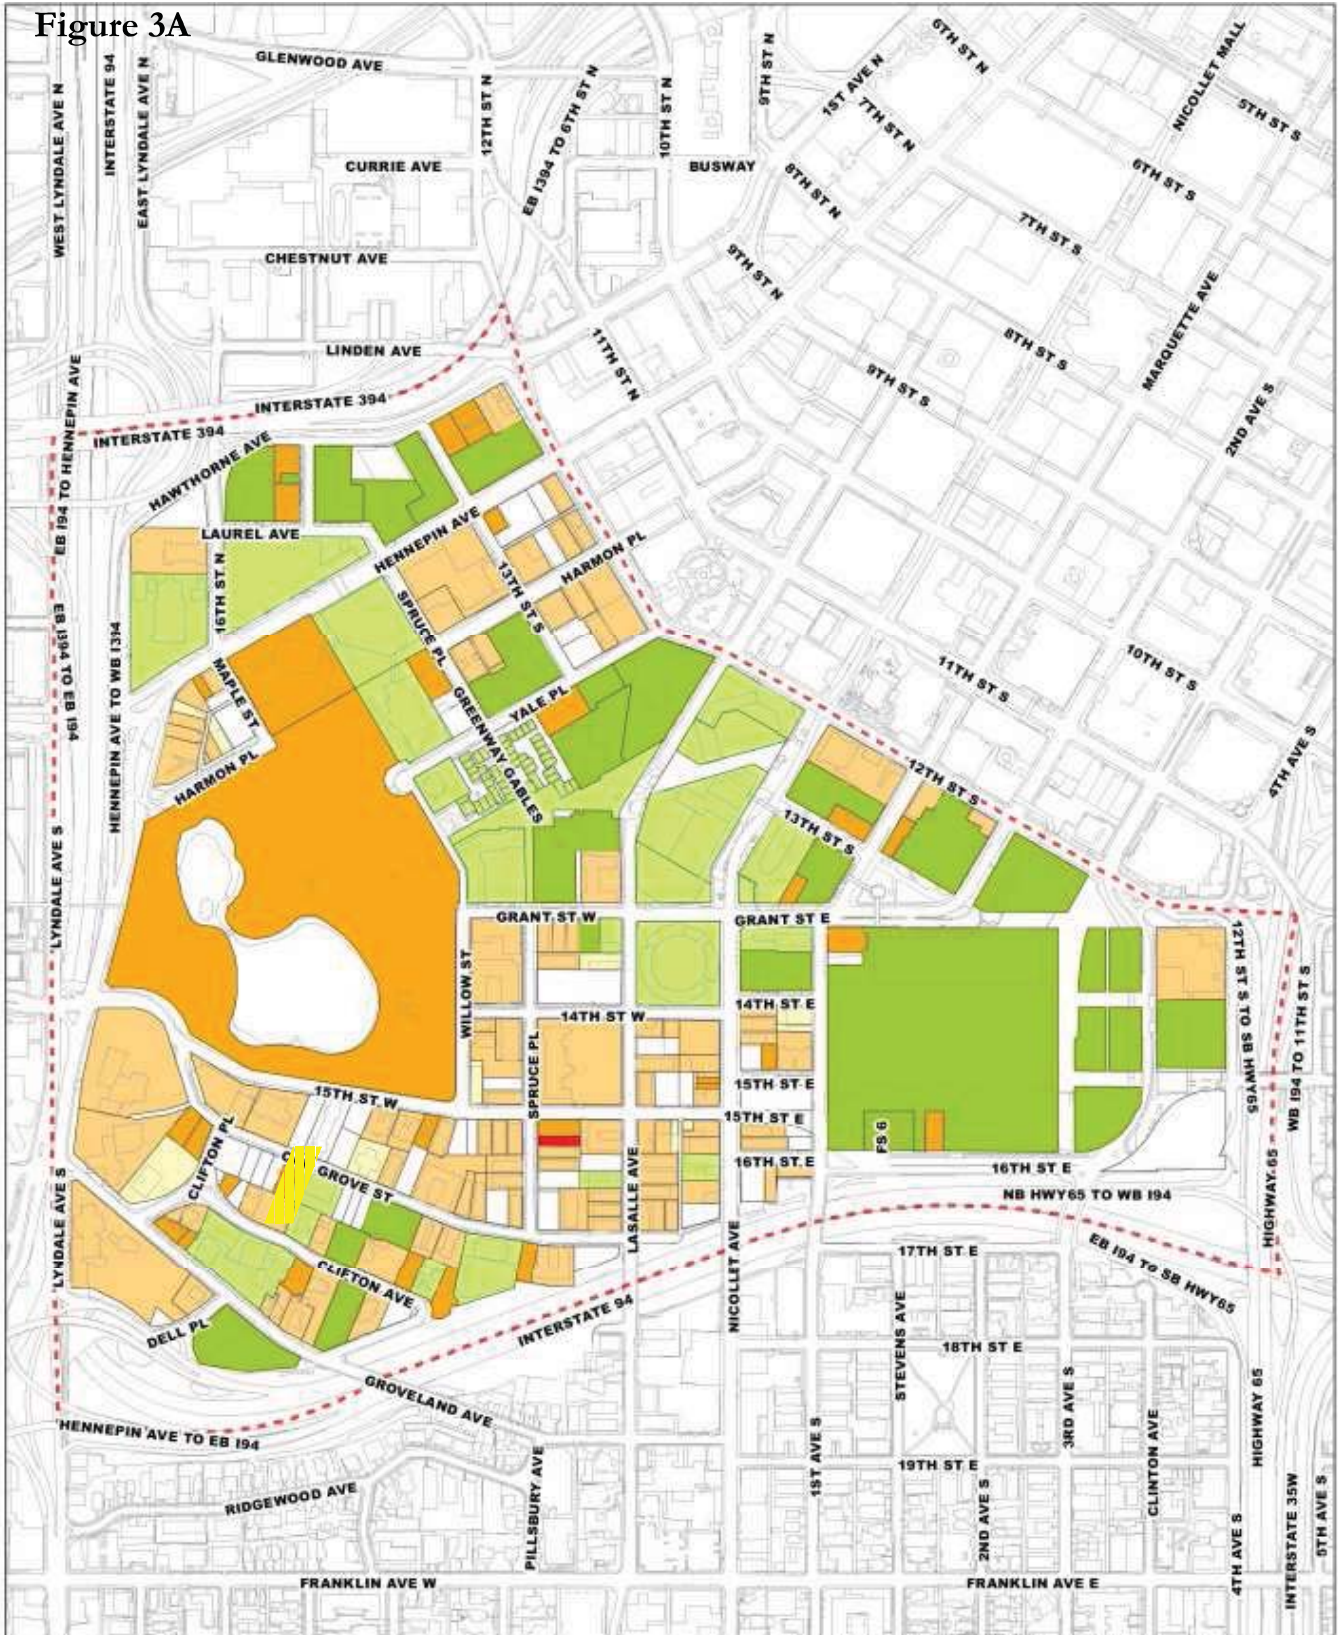 Figure 3A
GLENWOOD AVE
WEST LYNDALE AVE N
INTERSTATE 94
EAST LYNDALE AVE N
12TH ST N
EB I394 TO 6TH ST N
10TH ST N
9TH ST N
1ST AVE N
6TH ST N
7TH ST N
NICOLLET MALL
5TH ST S
CURRIE AVE
BUSWAY
8TH ST N
6TH ST S
7TH ST S
CHESTNUT AVE
9TH ST N
MARQUETTE AVE
LINDEN AVE
11TH ST N
8TH ST S
9TH ST S
2ND AVE S
EB I94 TO HENNEPIN AVE
INTERSTATE 394
INTERSTATE 394
HAWTHORNE AVE
LAUREL AVE
HENNEPIN AVE
HARMON PL
16TH ST N
13TH ST S
SPRUCE PL
EB I394 TO EB I94
HENNEPIN AVE TO WB I394
MAPLE ST
10TH ST S
11TH ST S
YALE PL
GREENWAY GABLES
HARMON PL
12TH ST S
4TH AVE S
13TH ST S
LYNDALE AVE S
GRANT ST W
GRANT ST E
WILLOW ST
12TH ST S TO SB HWY65
WB I94 TO 11TH ST S
14TH ST W
14TH ST E
SPRUCE PL
15TH ST W
15TH ST E
15TH ST E
FS 6
CLIFTON PL
GROVE ST
LASALLE AVE
16TH ST E
16TH ST E
NB HWY65 TO WB I94
HIGHWAY 65
LYNDALE AVE S
NICOLLET AVE
17TH ST E
EB I94 TO SB HWY65
CLIFTON AVE
DELL PL
INTERSTATE 94
STEVENS AVE
18TH ST E
GROVELAND AVE
3RD AVE S
HIGHWAY 65
HENNEPIN AVE TO EB I94
1ST AVE S
CLINTON AVE
19TH ST E
RIDGEWOOD AVE
PILLSBURY AVE
2ND AVE S
4TH AVE S
INTERSTATE 35W
5TH AVE S
FRANKLIN AVE W
FRANKLIN AVE E